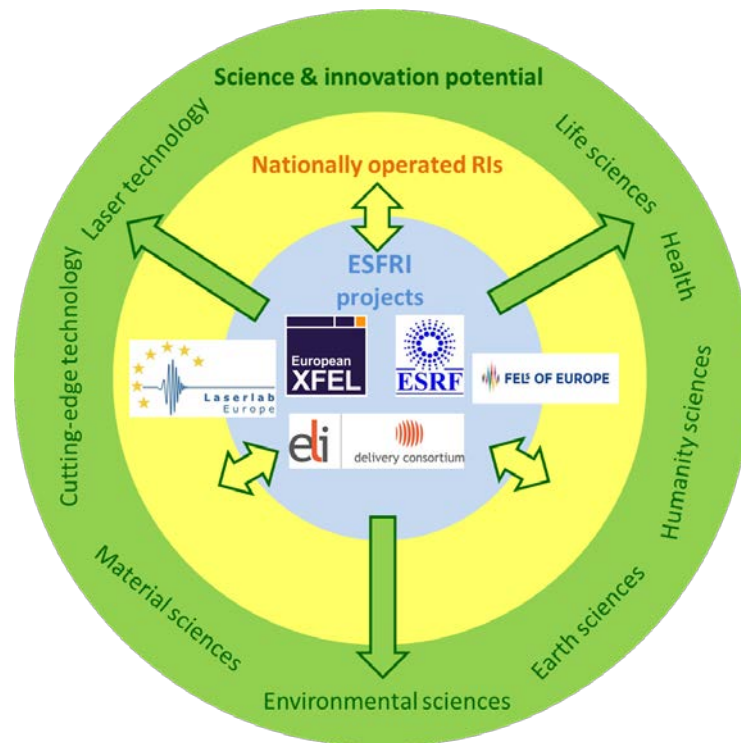 Science & innovation potential
Laser technology
Life sciences
Nationally operated RIs
Health
Cutting-edge technology
ESFRI
projects
European
XFEL
ESRF
Laserlab
Europe
FELs OF EUROPE
Humanity sciences
eli
delivery consortium
Material sciences
Earth sciences
Environmental sciences